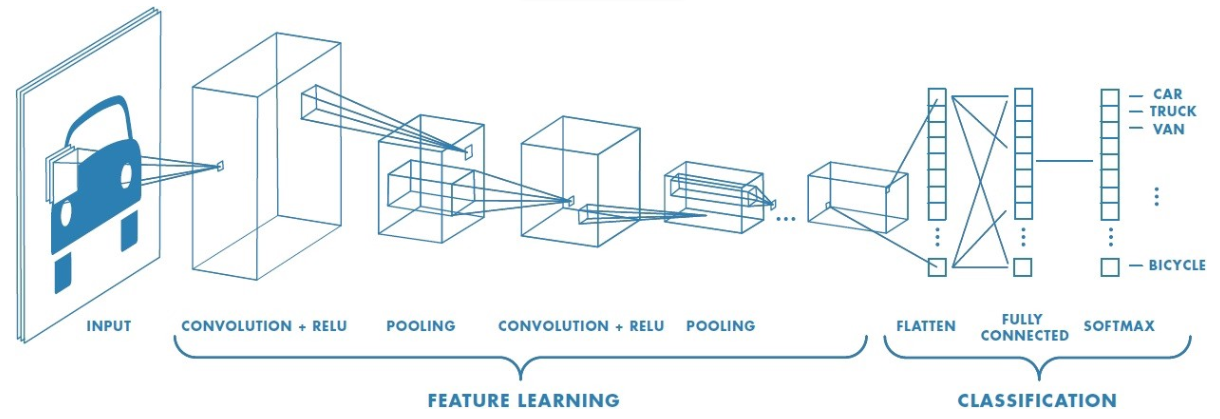 CAR
TRUCK
VAN
BICYCLE
INPUT
CONVOLUTION + RELU
POOLING
CONVOLUTION + RELU
POOLING
FLATTEN
FULLY
CONNECTED
SOFTMAX
FEATURE LEARNING
CLASSIFICATION